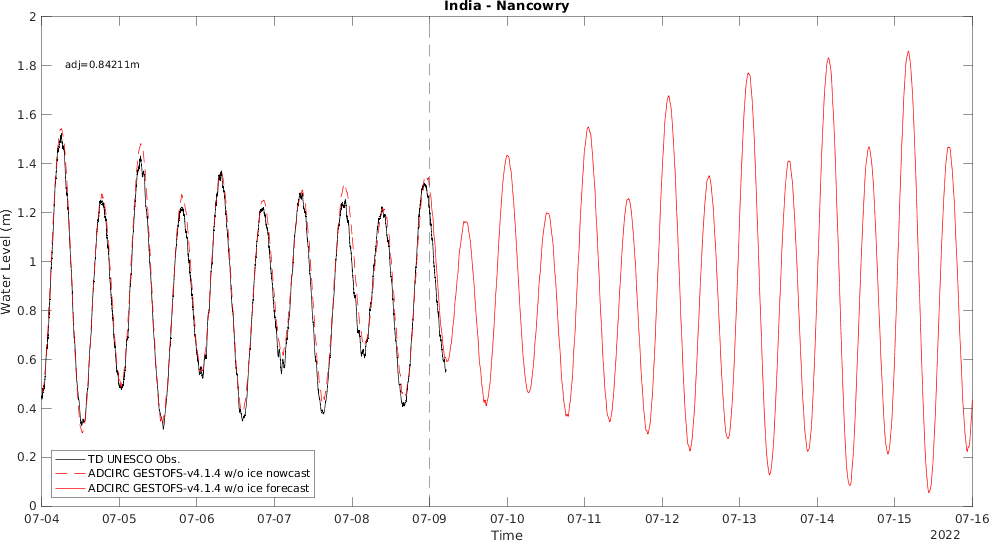 India - Nancowry
adj=0.84211m
Water Level (m)
2
1.8
1.6
1.4
1.2
1
0.8
0.6
0.4
0.2
0
TD UNESCO Obs.
ADCIRC GESTOFS-v4.1.4 w/o ice nowcast
ADCIRC GESTOFS-v4.1.4 w/o ice forecast
07-04 07-05 07-06 07-07 07-08 07-09 07-10 07-11 07-12 07-13 07-14 07-15 07-16
Time
2022